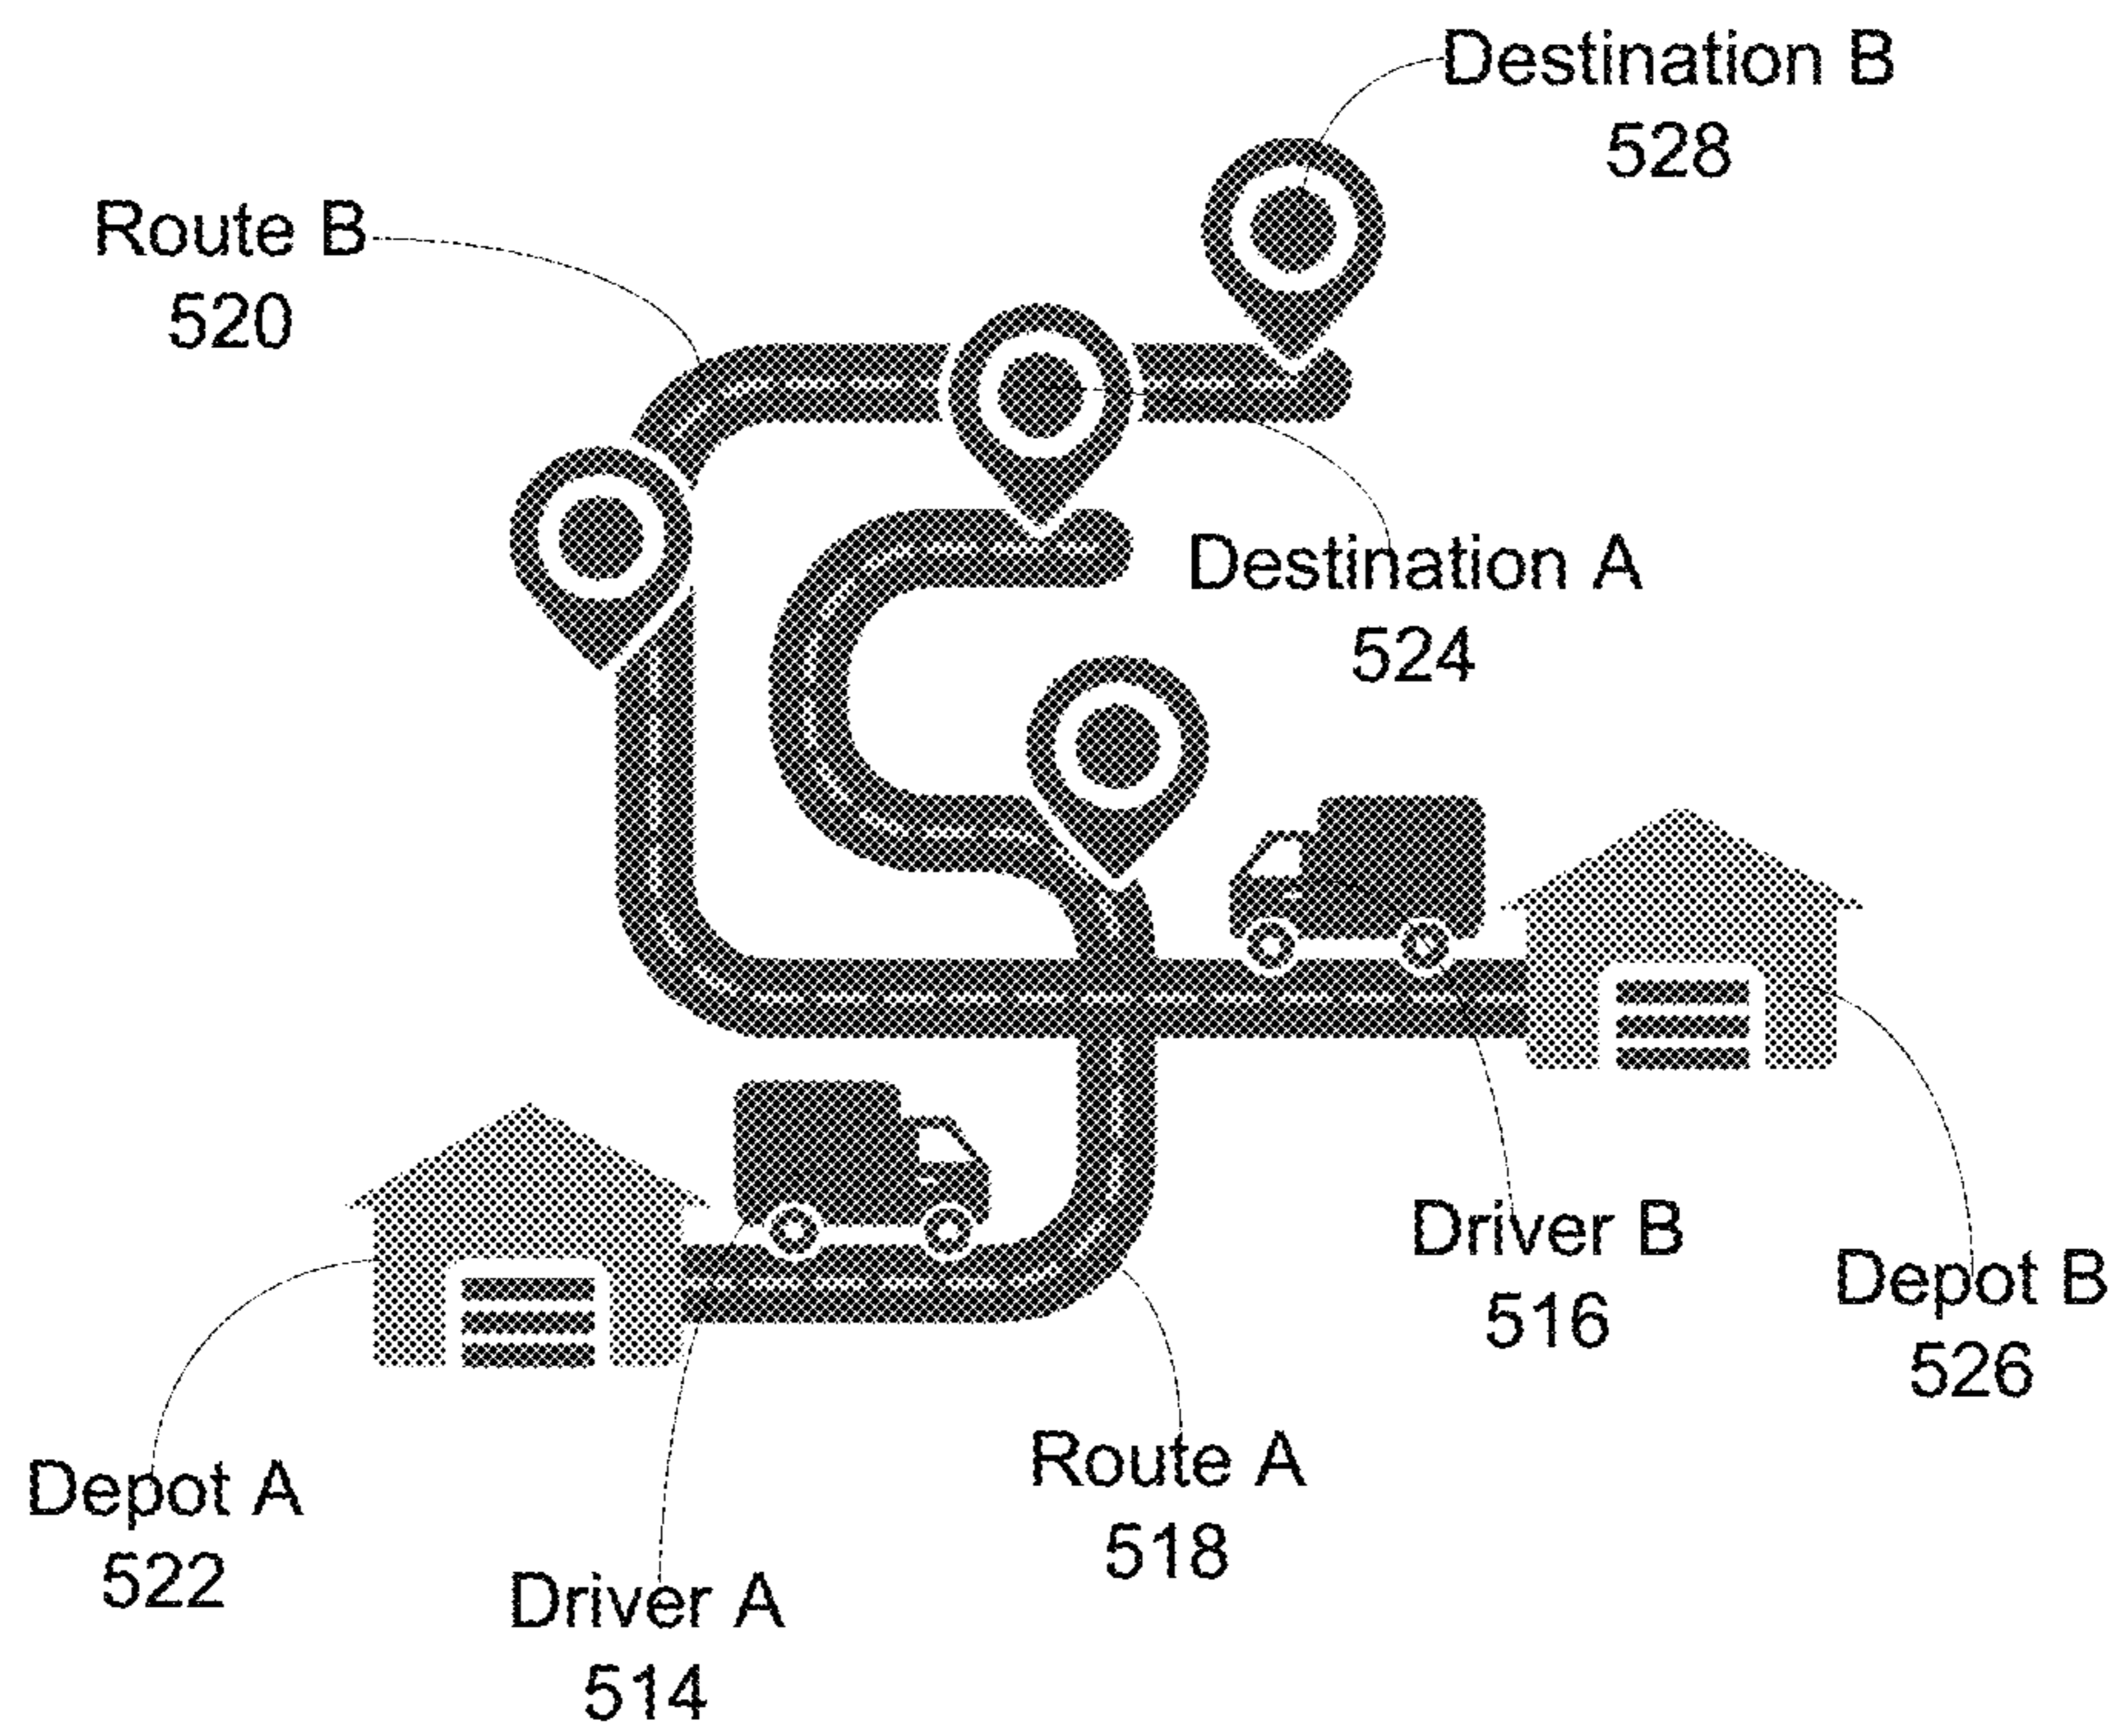 Destination B
528
Route B
520
Destination A
524
Driver B
516
Depot B
526
Route A
518
Depot A
522
Driver A
514